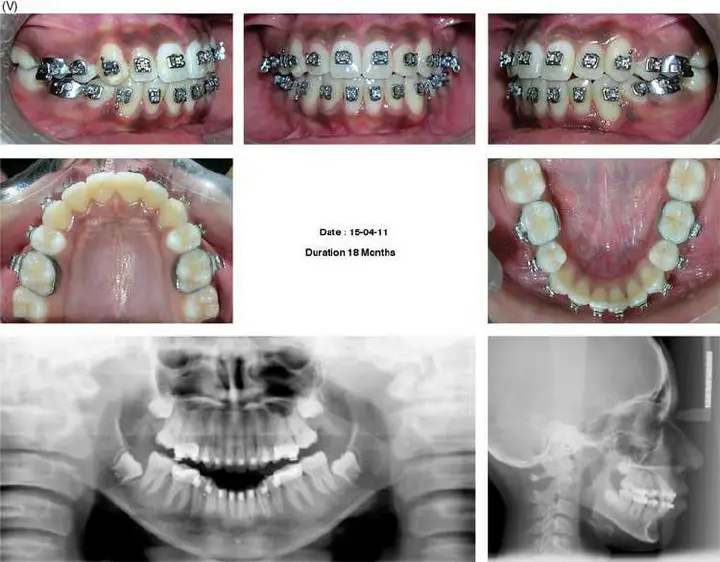 (V)
Date : 15-04-11
Duration 18 Months